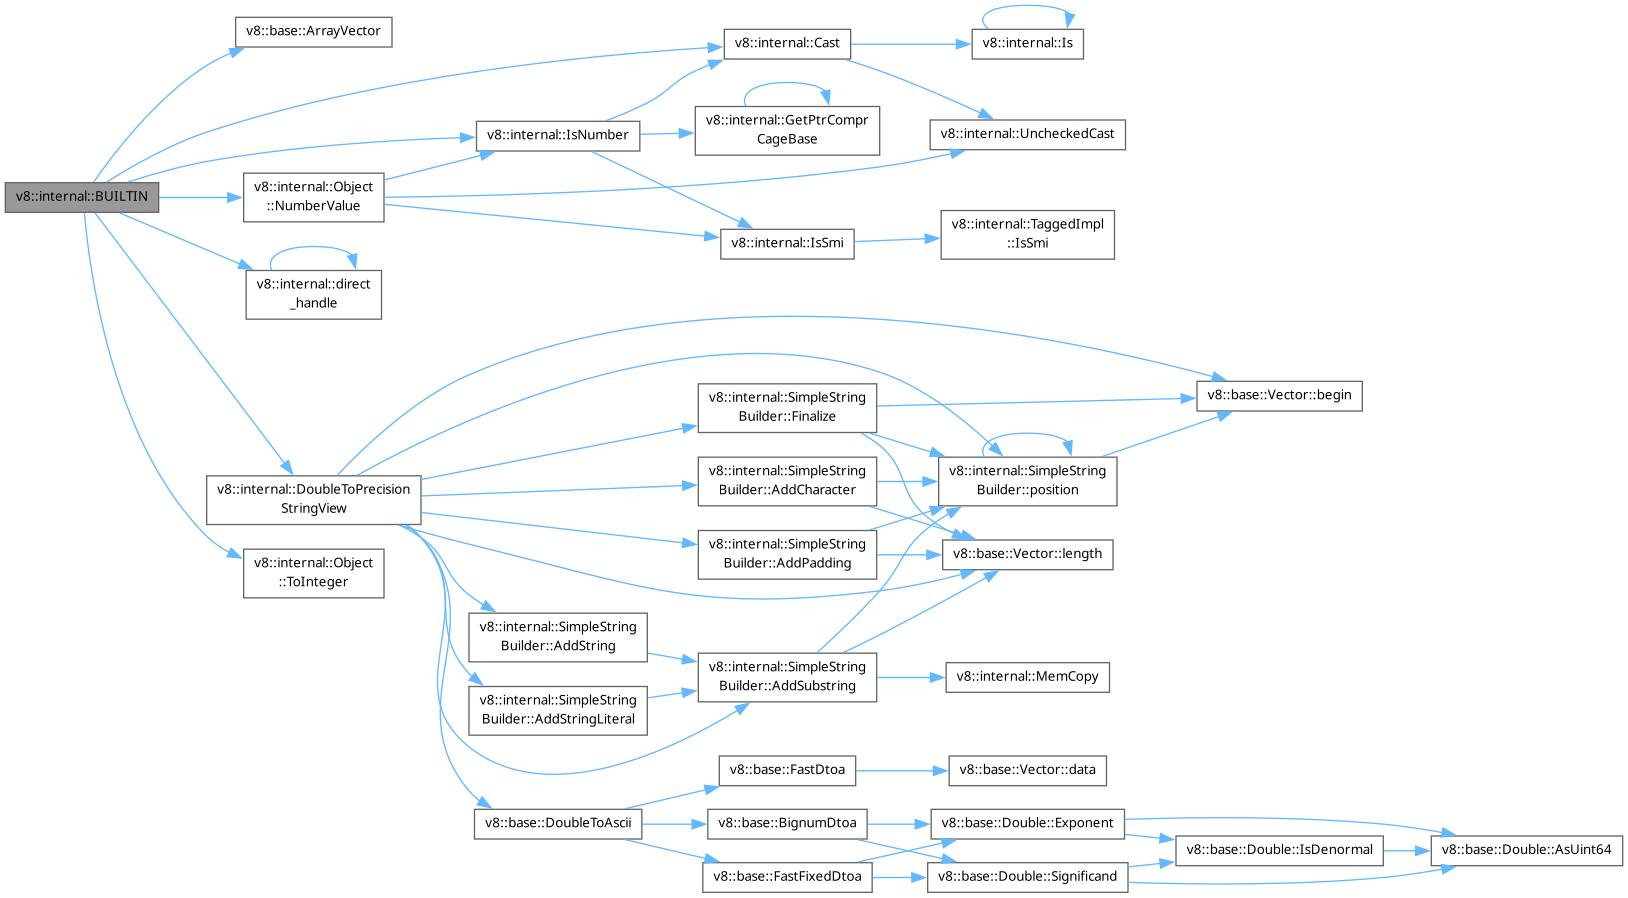 v8::internal::BUILTIN
v8::base::ArrayVector
v8::internal::Cast
v8::internal::Is
v8::internal::UncheckedCast
v8::internal::IsNumber
v8::internal::GetPtrCompr
CageBase
v8::internal::Object
::NumberValue
v8::internal::IsSmi
v8::internal::TaggedImpl
::IsSmi
v8::internal::direct
_handle
v8::internal::DoubleToPrecision
StringView
v8::internal::SimpleString
Builder::Finalize
v8::base::Vector::begin
v8::internal::SimpleString
Builder::AddCharacter
v8::internal::SimpleString
Builder::position
v8::internal::SimpleString
Builder::AddPadding
v8::base::Vector::length
v8::internal::Object
::ToInteger
v8::internal::SimpleString
Builder::AddString
v8::internal::SimpleString
Builder::AddSubstring
v8::internal::MemCopy
v8::internal::SimpleString
Builder::AddStringLiteral
v8::base::DoubleToAscii
v8::base::FastDtoa
v8::base::Vector::data
v8::base::BignumDtoa
v8::base::Double::Exponent
v8::base::FastFixedDtoa
v8::base::Double::Significand
v8::base::Double::IsDenormal
v8::base::Double::AsUint64